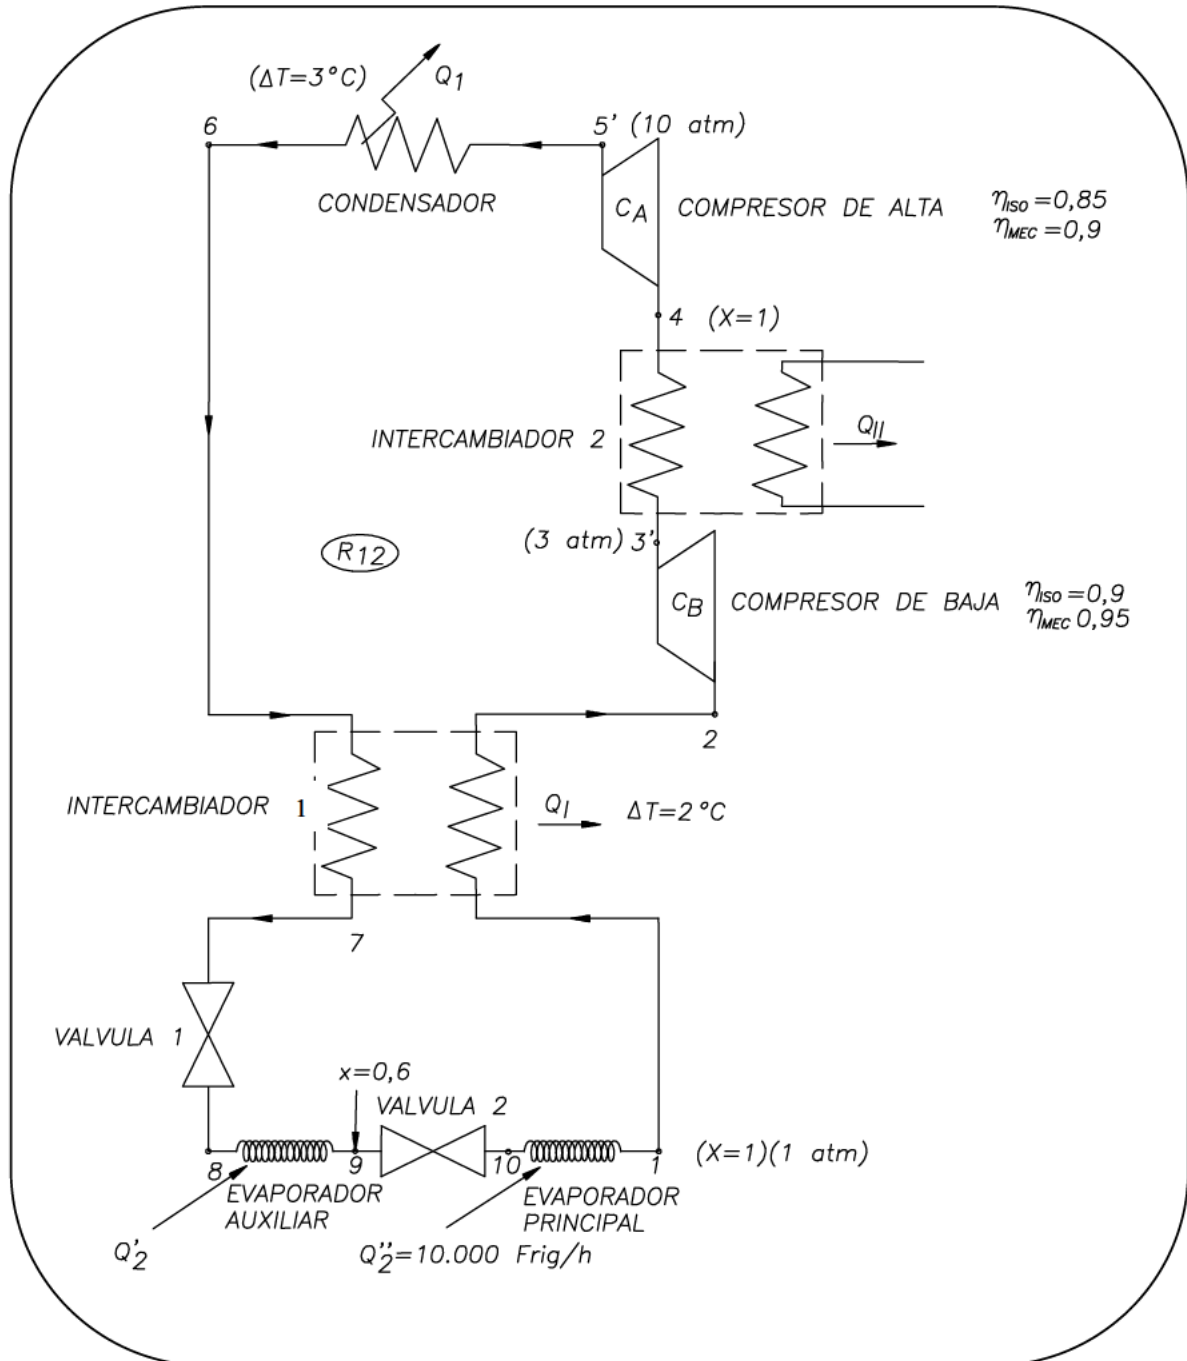 (ΔT=3°C)
Q1
6
5' (10 atm)
CONDENSADOR
CA
COMPRESOR DE ALTA
ηISO=0,85
ηMEC=0,9
4 (X=1)
INTERCAMBIADOR 2
QII
(3 atm) 3'
R12
CB
COMPRESOR DE BAJA
ηISO=0,9
ηMEC 0,95
2
INTERCAMBIADOR 1
QI
ΔT=2°C
7
VALVULA 1
x=0,6
VALVULA 2
8
9
10
1
(X=1)(1 atm)
EVAPORADOR
AUXILIAR
EVAPORADOR
PRINCIPAL
Q'2
Q''2=10.000 Frig/h